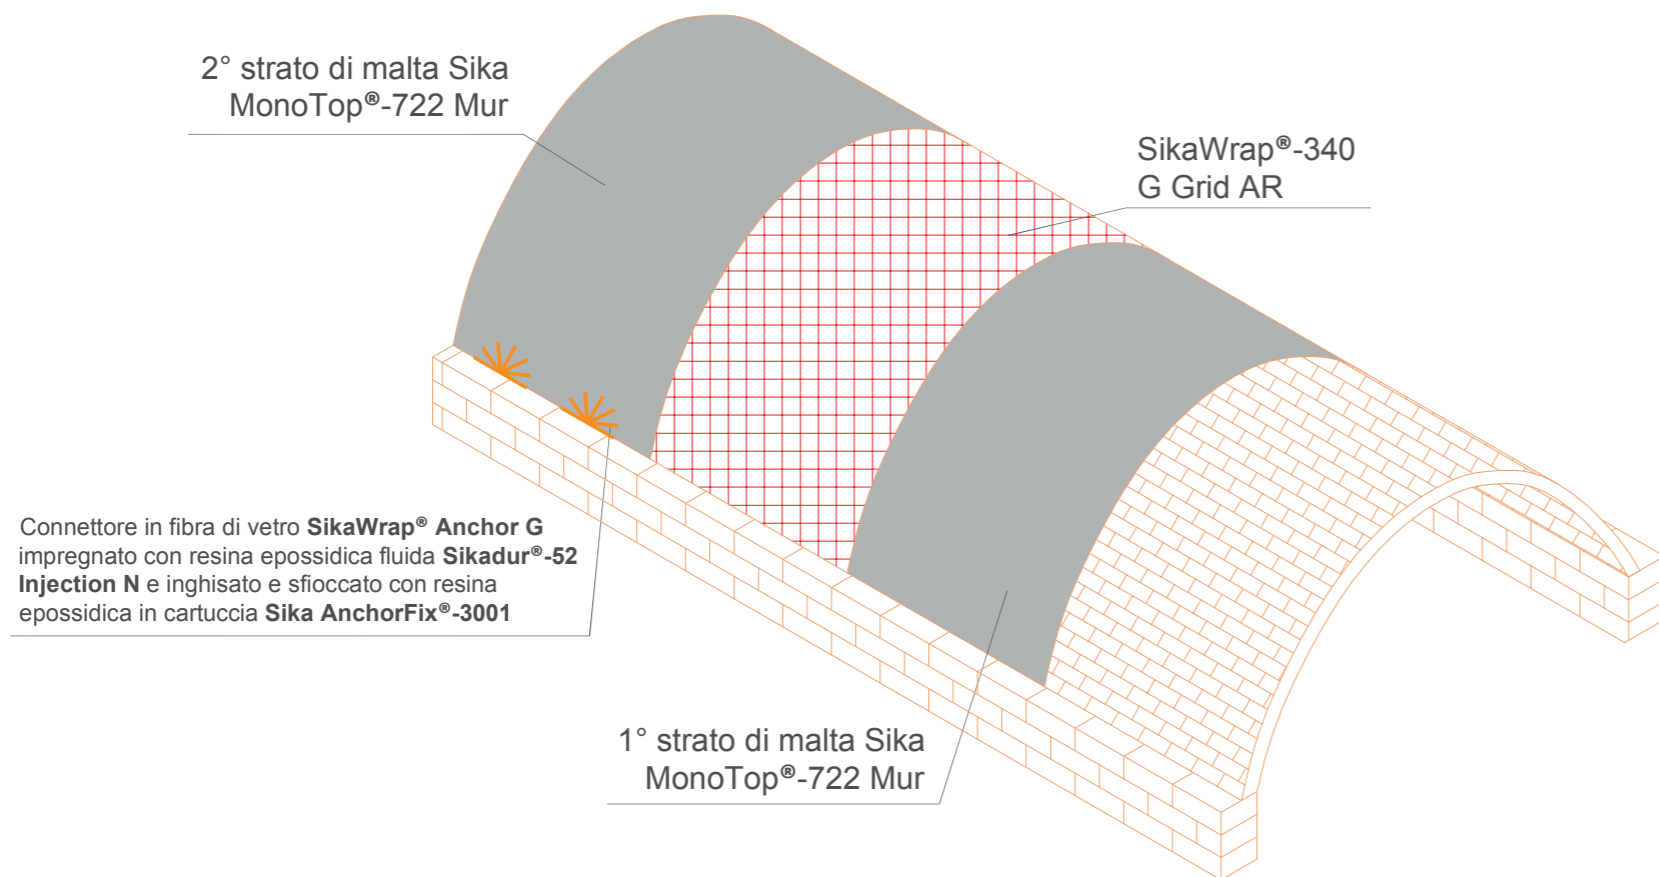 2° strato di malta Sika
MonoTop®-722 Mur
SikaWrap®-340
G Grid AR
Connettore in fibra di vetro SikaWrap® Anchor G
impregnato con resina epossidica fluida Sikadur®-52
Injection N e inghisato e sfioccato con resina
epossidica in cartuccia Sika AnchorFix®-3001
1° strato di malta Sika
MonoTop®-722 Mur